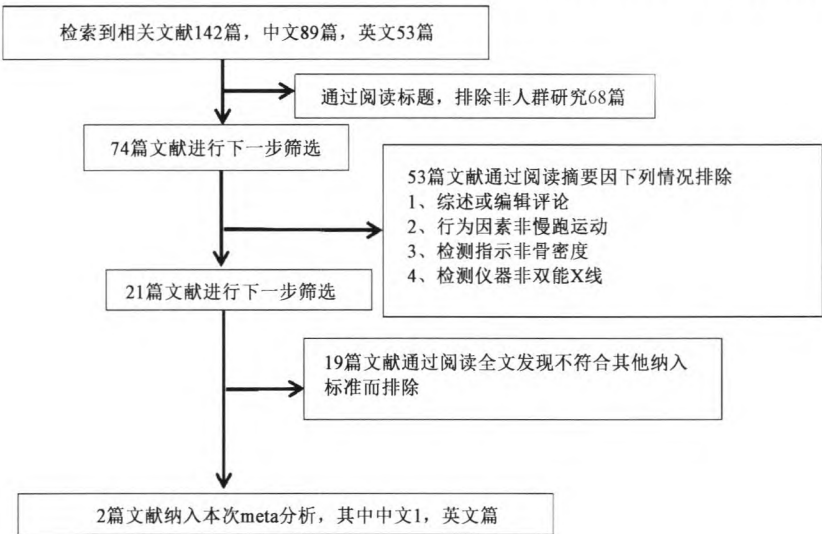 检索到相关文献142篇，中文89篇，英文53篇
通过阅读标题，排除非人群研究68篇
74篇文献进行下一步筛选
53篇文献通过阅读摘要因下列情况排除
1、综述或编辑评论
2、行为因素非慢跑运动
3、检测指示非骨密度
4、检测仪器非双能X线
21篇文献进行下一步筛选
19篇文献通过阅读全文发现不符合其他纳入
标准而排除
2篇文献纳入本次meta分析，其中中文1，英文篇